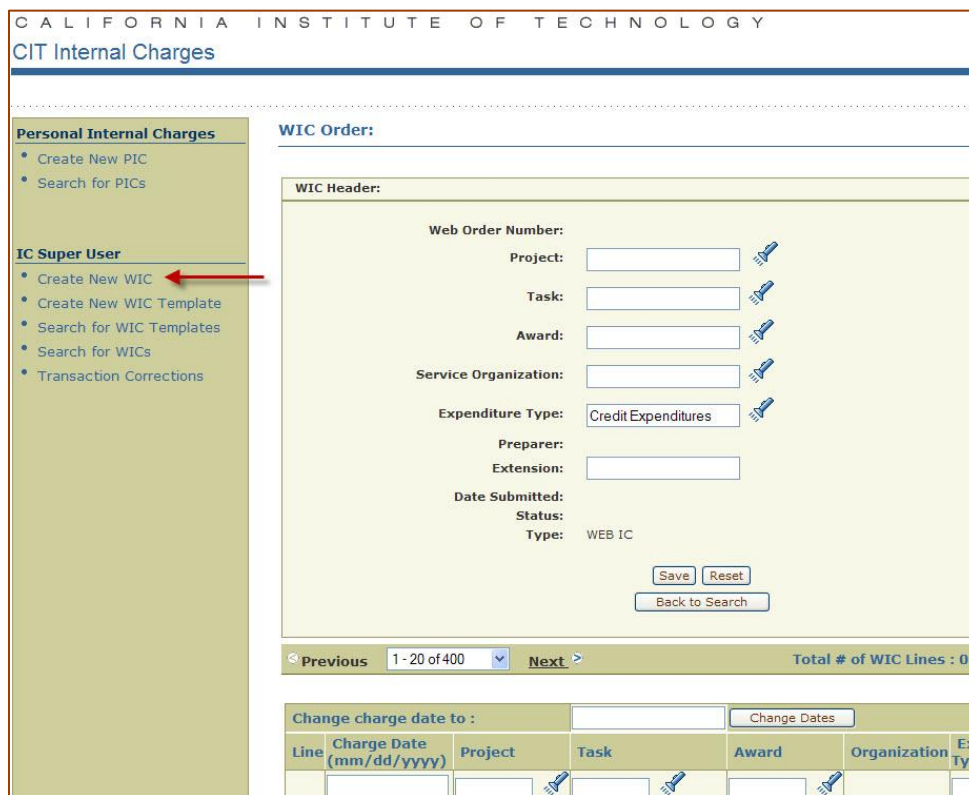 CALIFORNIA INSTITUTE OF TECHNOLOGY
CIT Internal Charges
Personal Internal Charges
Create New PIC
Search for PICs
IC Super User
Create New WIC
Create New WIC Template
Search for WIC Templates
Search for WICs
Transaction Corrections
WIC Order:
WIC Header:
Web Order Number:
Project:
Task:
Award:
Service Organization:
Expenditure Type: Credit Expenditures
Preparer:
Extension:
Date Submitted:
Status:
Type: WEB IC
Save Reset
Back to Search
Previous 1 - 20 of 400 Next Total # of WIC Lines : 0
Change charge date to : Change Dates
Line Charge Date (mm/dd/yyyy) Project Task Award Organization